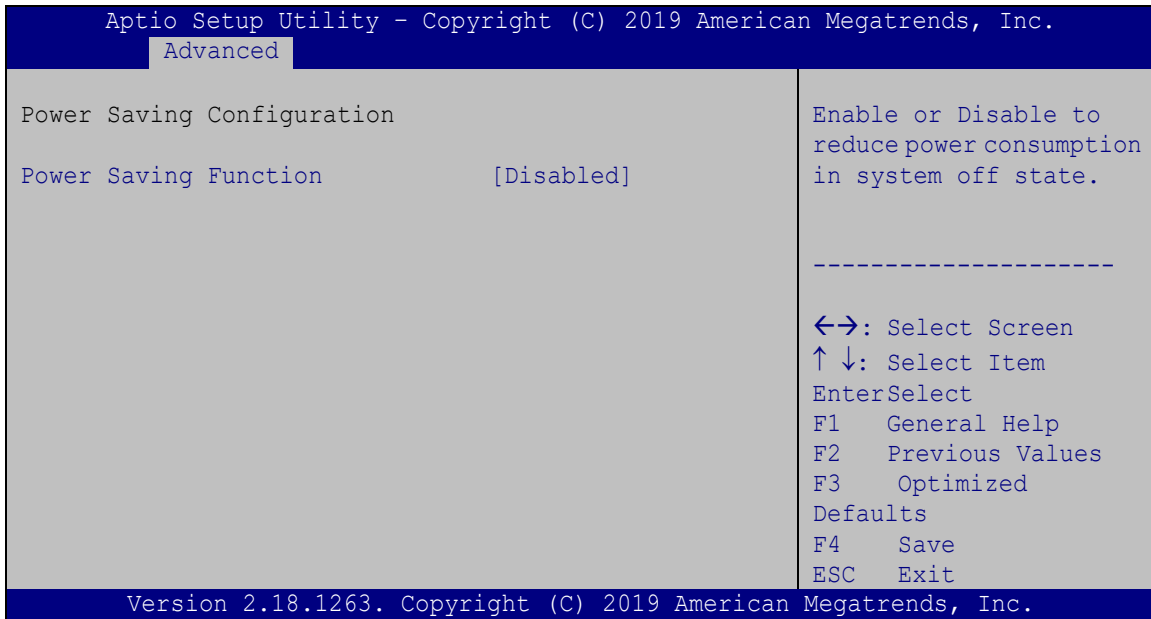 Aptio Setup Utility – Copyright (C) 2019 American Megatrends, Inc.
Advanced
Power Saving Configuration
Power Saving Function [Disabled]
Enable or Disable to
reduce power consumption
in system off state.
---------------------
←→: Select Screen
↑ ↓: Select Item
EnterSelect
F1 General Help
F2 Previous Values
F3 Optimized
Defaults
F4 Save
ESC Exit
Version 2.18.1263. Copyright (C) 2019 American Megatrends, Inc.